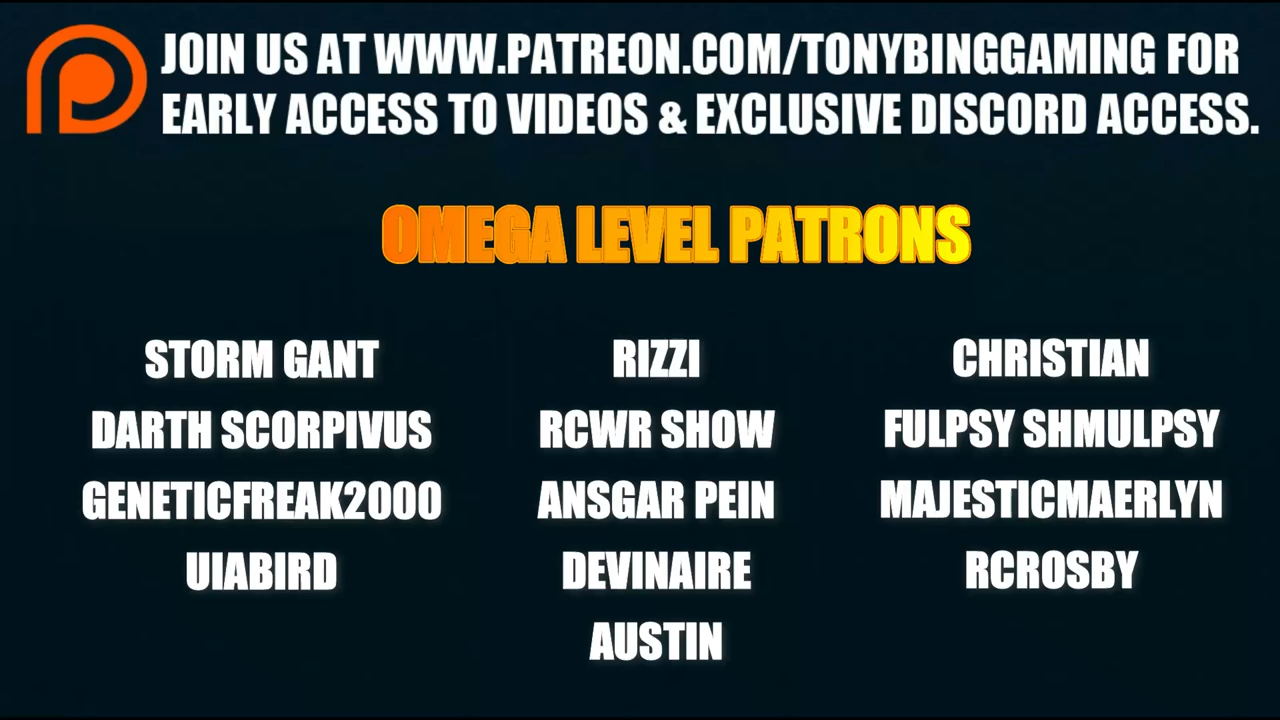 JOIN US AT WWW.PATREON.COM/TONYBINGGAMING FOR
EARLY ACCESS TO VIDEOS & EXCLUSIVE DISCORD ACCESS.
OMEGA LEVEL PATRONS
STORM GANT
DARTH SCORPIVUS
GENETICFREAK2000
UIABIRD
RIZZI
RCWR SHOW
ANSGAR PEIN
DEVINAIRE
AUSTIN
CHRISTIAN
FULPSY SHMULPSY
MAJESTICMAERLYN
RCROSBY